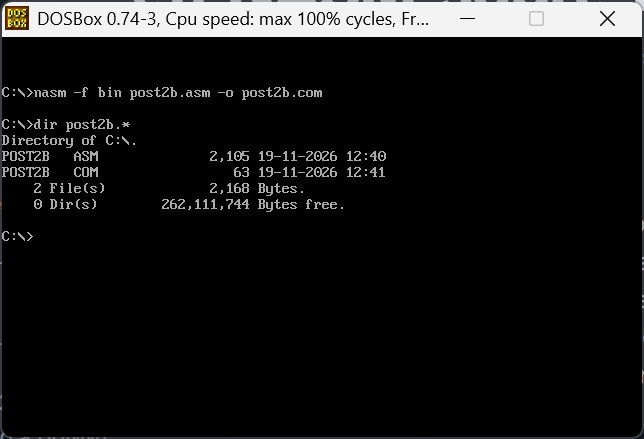 DOS
BOX
DOSBox 0.74-3, Cpu speed: max 100% cycles, Fr...
C:\>nasm -f bin post2b.asm -o post2b.com
C:\>dir post2b.*
Directory of C:\.
POST2B   ASM             2,105 19-11-2026 12:40
POST2B   COM                63 19-11-2026 12:41
    2 File(s)            2,168 Bytes.
    0 Dir(s)       262,111,744 Bytes free.
C:\>